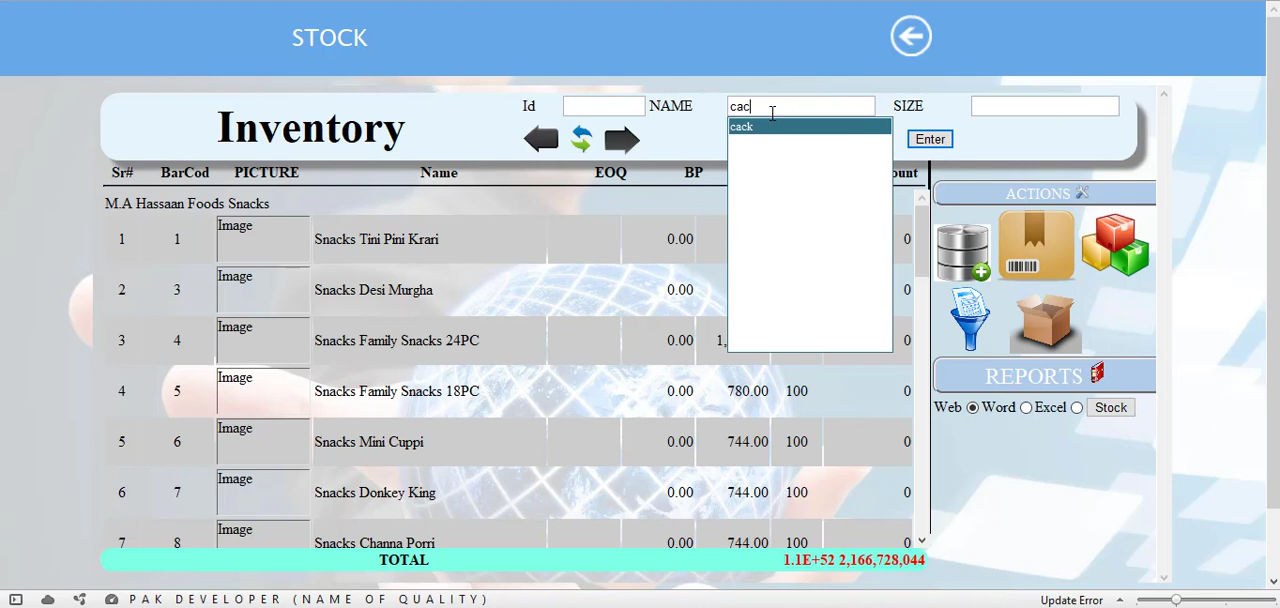 STOCK
Inventory
Id
NAME
cac
SIZE
cack
Enter
Sr# BarCod PICTURE Name EOQ BP ount
M.A Hassaan Foods Snacks
1 1 Image Snacks Tini Pini Krari 0.00 0
2 3 Image Snacks Desi Murgha 0.00 0
3 4 Image Snacks Family Snacks 24PC 0.00 1, 0
4 5 Image Snacks Family Snacks 18PC 0.00 780.00 100 0
5 6 Image Snacks Mini Cuppi 0.00 744.00 100 0
6 7 Image Snacks Donkey King 0.00 744.00 100 0
7 8 Image Snacks Channa Porri 0.00 744.00 100 0
TOTAL 1.1E+52 2,166,728,044
ACTIONS
REPORTS
Web Word Excel Stock
PAK DEVELOPER (NAME OF QUALITY)
Update Error